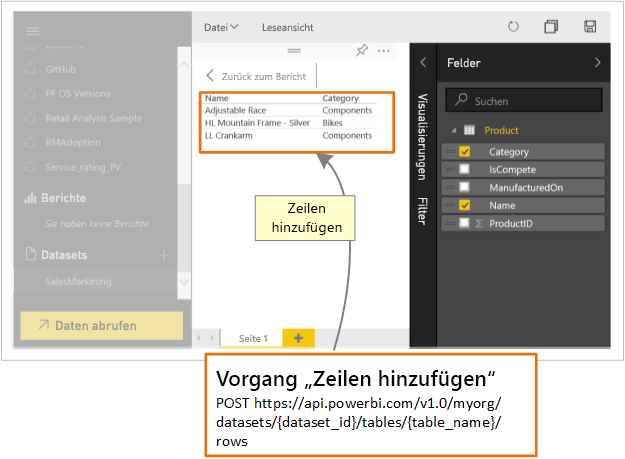 Datei
Leseansicht
GitHub
PF OS Versions
Retail Analysis Sample
RMAdoption
Service_rating_PV
Berichte
Sie haben keine Berichte
Datasets
SalesMarketing
Daten abrufen
Zurück zum Bericht
Name Category
Adjustable Race Components
HL Mountain Frame - Silver Bikes
LL Crankarm Components
Zeilen
hinzufügen
Seite 1
Visualisierungen
Filter
Felder
Suchen
Product
Category
IsCompete
ManufacturedOn
Name
ProductID
Vorgang „Zeilen hinzufügen“
POST https://api.powerbi.com/v1.0/myorg/
datasets/{dataset_id}/tables/{table_name}/
rows